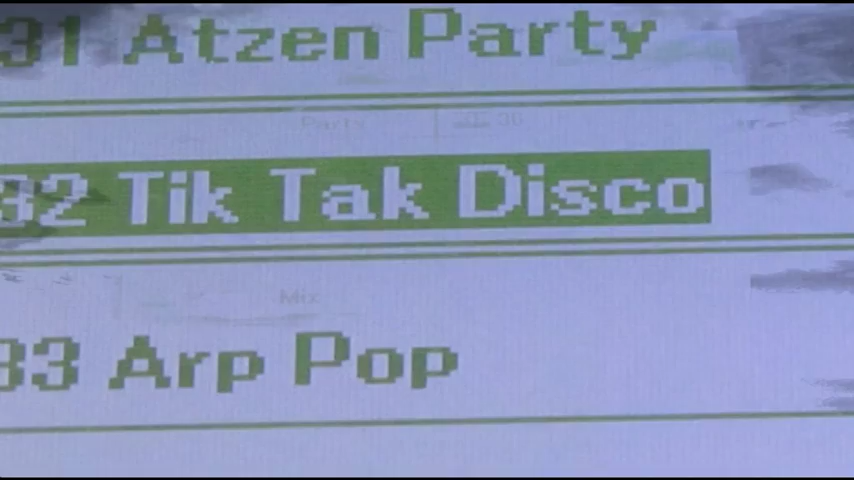 31 Atzen Party
Party
32 Tik Tak Disco
Mix
33 Arp Pop